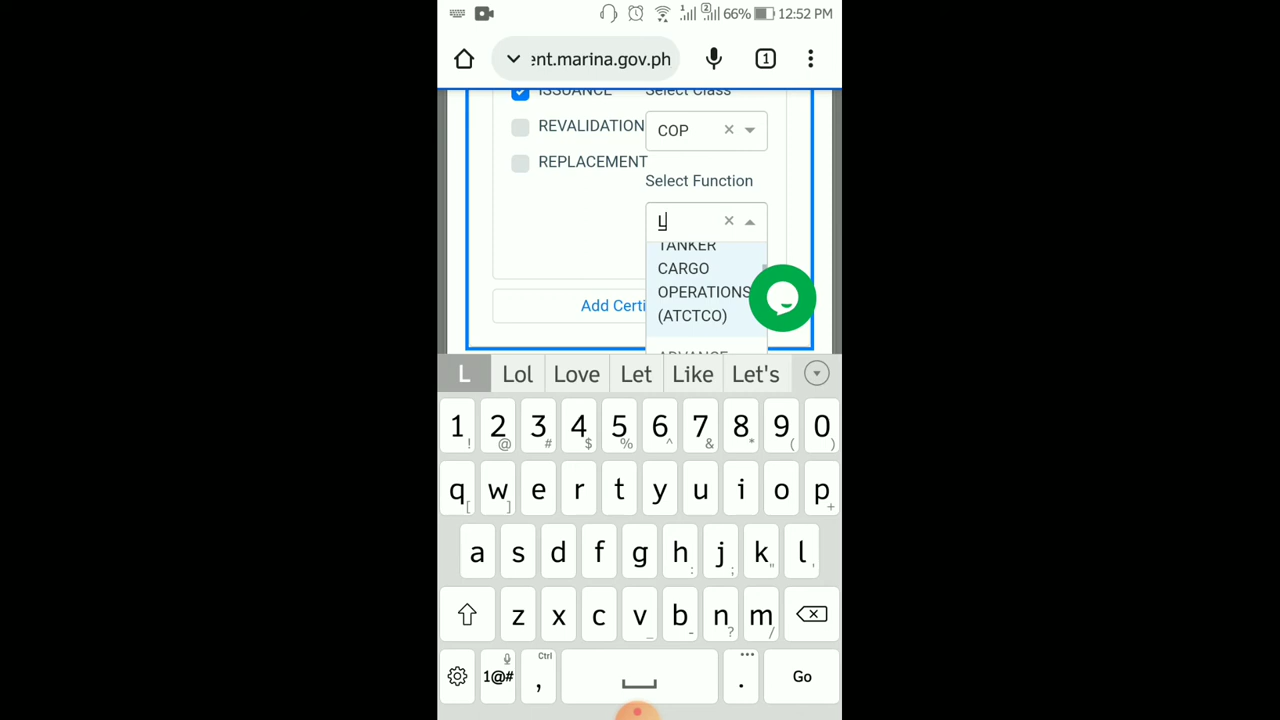 66% 12:52 PM
ent.marina.gov.ph 1
ISSUANCE Select Class
REVALIDATION COP
REPLACEMENT
Select Function
L
TANKER
CARGO
OPERATIONS
(ATCTCO)
Add Certi
ADVANCE
L Lol Love Let Like Let's
1 2 3 4 5 6 7 8 9 0
! @ # $ % ^ & * ( )
q w e r t y u i o p
[ ] +
a s d f g h j k l
: ; " '
z x c v b n m
_ - ? /
Ctrl
1@# , . Go